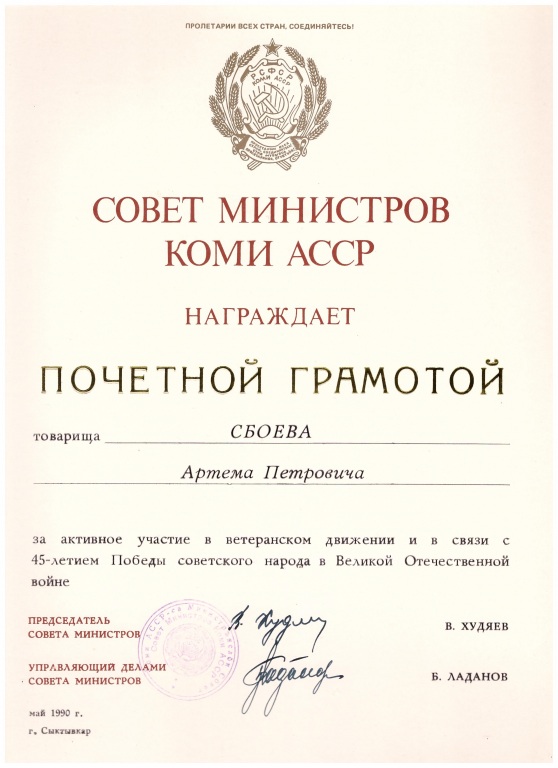 ПРОЛЕТАРИИ ВСЕХ СТРАН, СОЕДИНЯЙТЕСЬ!
РСФСР
КОМИ АССР
СОВЕТ МИНИСТРОВ
КОМИ АССР
НАГРАЖДАЕТ
ПОЧЕТНОЙ ГРАМОТОЙ
товарища СБОЕВА
Артема Петровича
за активное участие в ветеранском движении и в связи с
45-летием Победы советского народа в Великой Отечественной
войне
ПРЕДСЕДАТЕЛЬ
СОВЕТА МИНИСТРОВ
В. ХУДЯЕВ
УПРАВЛЯЮЩИЙ ДЕЛАМИ
СОВЕТА МИНИСТРОВ
Б. ЛАДАНОВ
май 1990 г.
г. Сыктывкар